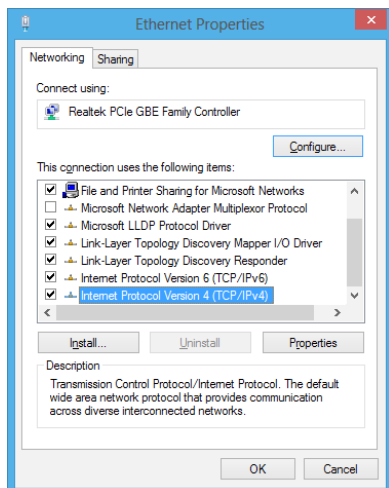 Ethernet Properties
Networking
Sharing
Connect using:
Realtek PCIe GBE Family Controller
Configure...
This connection uses the following items:
File and Printer Sharing for Microsoft Networks
Microsoft Network Adapter Multiplexor Protocol
Microsoft LLDP Protocol Driver
Link-Layer Topology Discovery Mapper I/O Driver
Link-Layer Topology Discovery Responder
Internet Protocol Version 6 (TCP/IPv6)
Internet Protocol Version 4 (TCP/IPv4)
Install...
Uninstall
Properties
Description
Transmission Control Protocol/Internet Protocol. The default
wide area network protocol that provides communication
across diverse interconnected networks.
OK
Cancel